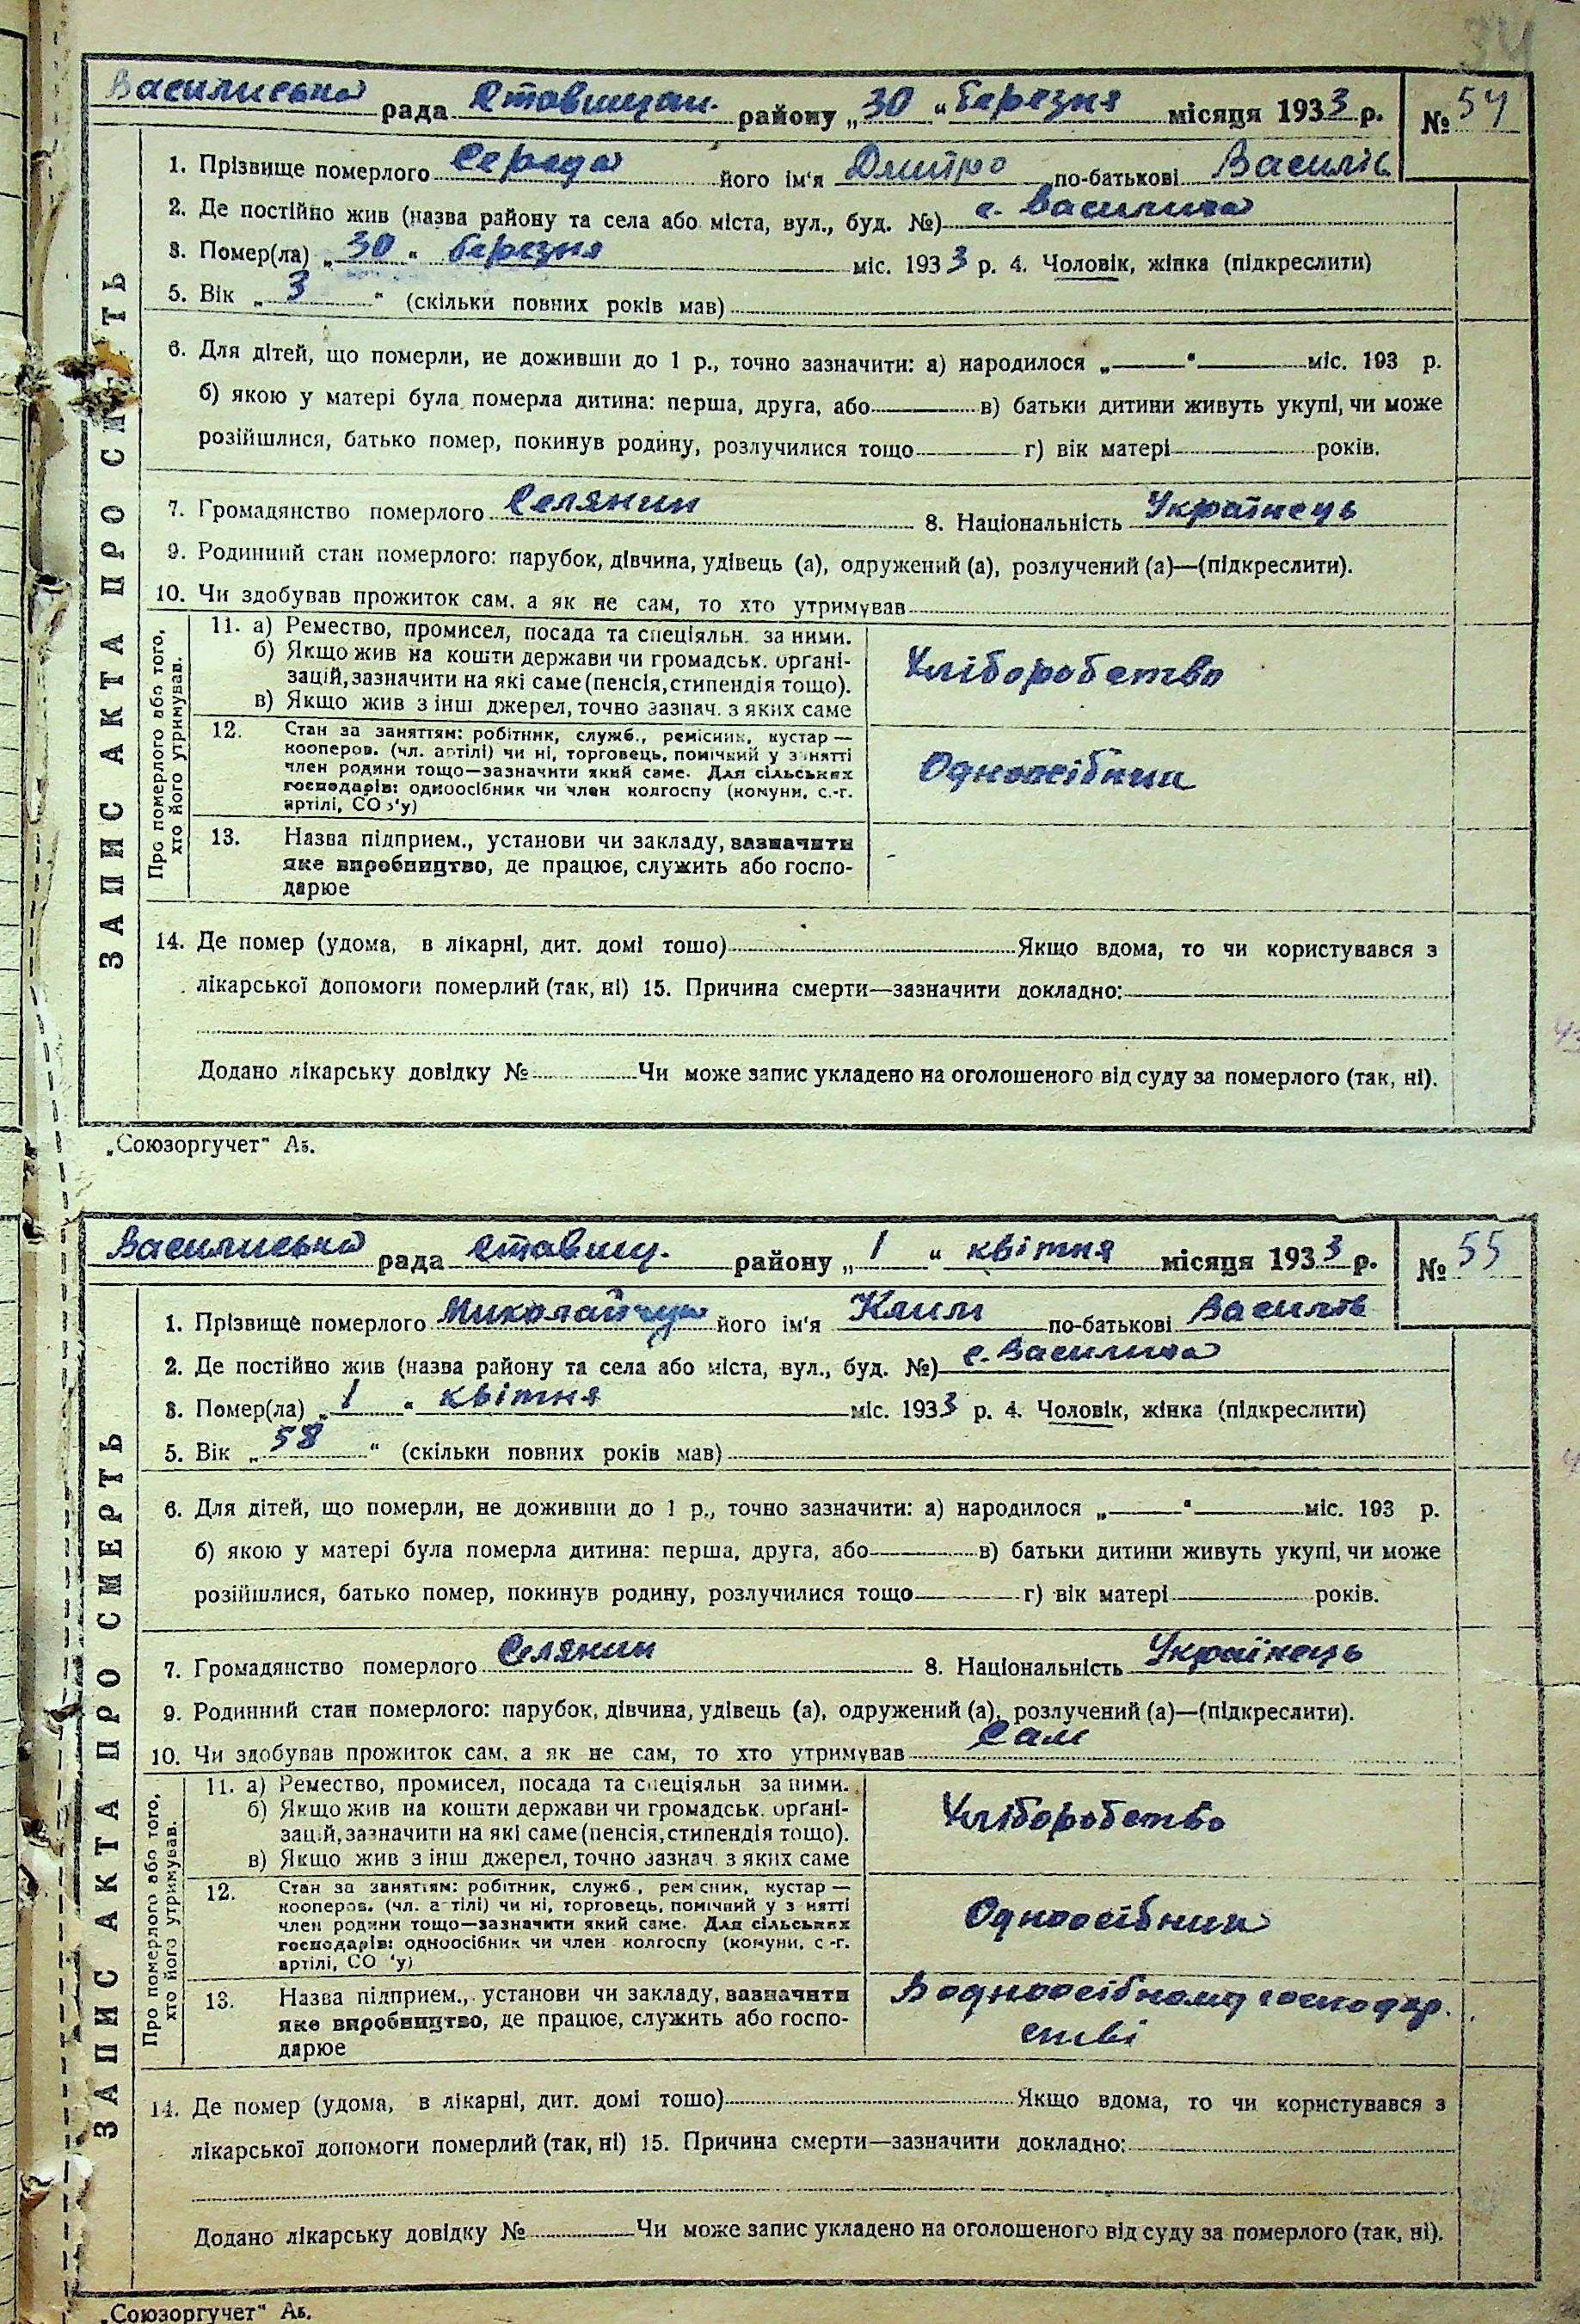 34
Василиська рада Ставищан. району „30“ березня місяця 1933 р. № 54
ЗАПИС АКТА ПРО СМЕРТЬ
1. Прізвище померлого Середа його ім'я Дмитро по-батькові Василів
2. Де постійно жив (назва району та села або міста, вул., буд. №) с. Василиха
3. Помер(ла) „30“ березня міс. 1933 р. 4. Чоловік, жінка (підкреслити)
5. Вік „3“ (скільки повних років мав)
6. Для дітей, що померли, не доживши до 1 р., точно зазначити: а) народилося „—“ — міс. 193 р.
б) якою у матері була померла дитина: перша, друга, або — в) батьки дитини живуть укупі, чи може
розійшлися, батько помер, покинув родину, розлучилися тощо — г) вік матері — років.
7. Громадянство померлого Селянин 8. Національність Українець
9. Родинний стан померлого: парубок, дівчина, удівець (а), одружений (а), розлучений (а)—(підкреслити).
10. Чи здобував прожиток сам, а як не сам, то хто утримував
Про померлого або того, хто його утримував.
11. а) Ремество, промисел, посада та спеціяльн. за ними.
б) Якщо жив на кошти держави чи громадськ. органі-
зацій, зазначити на які саме (пенсія, стипендія тощо).
в) Якщо жив з інш джерел, точно зазнач. з яких саме
Хліборобство
12. Стан за заняттям: робітник, служб., ремісник, кустар —
кооперов. (чл. артілі) чи ні, торговець, помічний у занятті
член родини тощо—зазначити який саме. Для сільських
господарів: одноосібник чи член колгоспу (комуни, с.-г.
артілі, СОЗ'у)
Одноосібник
13. Назва підприєм., установи чи закладу, зазначити
яке виробництво, де працює, служить або госпо-
дарює
-
14. Де помер (удома, в лікарні, дит. домі тошо) Якщо вдома, то чи користувався з
лікарської допомоги померлий (так, ні) 15. Причина смерти—зазначити докладно:
Додано лікарську довідку № Чи може запис укладено на оголошеного від суду за померлого (так, ні).
„Союзоргучет“ Аз.
Василиська рада Ставищ. району „1“ квітня місяця 1933 р. № 55
ЗАПИС АКТА ПРО СМЕРТЬ
1. Прізвище померлого Миколайчук його ім'я Клим по-батькові Василів
2. Де постійно жив (назва району та села або міста, вул., буд. №) с. Василиха
3. Помер(ла) „1“ квітня міс. 1933 р. 4. Чоловік, жінка (підкреслити)
5. Вік „58“ (скільки повних років мав)
6. Для дітей, що померли, не доживши до 1 р., точно зазначити: а) народилося „—“ — міс. 193 р.
б) якою у матері була померла дитина: перша, друга, або — в) батьки дитини живуть укупі, чи може
розійшлися, батько помер, покинув родину, розлучилися тощо — г) вік матері — років.
7. Громадянство померлого Селянин 8. Національність Українець
9. Родинний стан померлого: парубок, дівчина, удівець (а), одружений (а), розлучений (а)—(підкреслити).
10. Чи здобував прожиток сам, а як не сам, то хто утримував Сам
Про померлого або того, хто його утримував.
11. а) Ремество, промисел, посада та спеціяльн за ними.
б) Якщо жив на кошти держави чи громадськ. органі-
зацій, зазначити на які саме (пенсія, стипендія тощо).
в) Якщо жив з інш джерел, точно зазнач. з яких саме
Хліборобство
12. Стан за заняттям: робітник, служб., ремісник, кустар —
кооперов. (чл. артілі) чи ні, торговець, помічний у занятті
член родини тощо—зазначити який саме. Для сільських
господарів: одноосібник чи член колгоспу (комуни, с-г.
артілі, СОЗ'у)
Одноосібник
13. Назва підприєм., установи чи закладу, зазначити
яке виробництво, де працює, служить або госпо-
дарює
В одноосібному господар.
стві
14. Де помер (удома, в лікарні, дит. домі тошо) Якщо вдома, то чи користувався з
лікарської допомоги померлий (так, ні) 15. Причина смерти—зазначити докладно:
Додано лікарську довідку № Чи може запис укладено на оголошеного від суду за померлого (так, ні).
„Союзоргучет“ Аз.